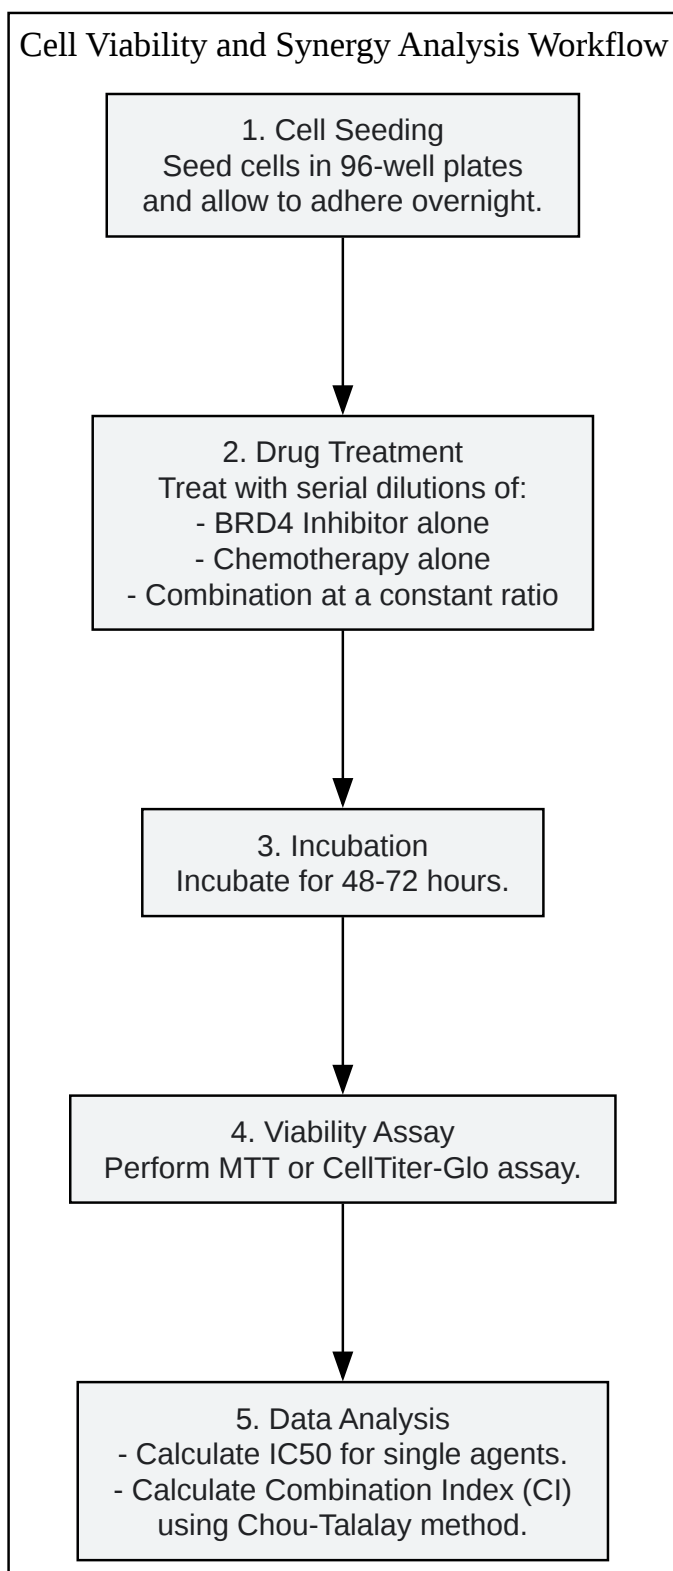 Cell Viability and Synergy Analysis Workflow
1. Cell Seeding
Seed cells in 96-well plates
and allow to adhere overnight.
2. Drug Treatment
Treat with serial dilutions of:
- BRD4 Inhibitor alone
- Chemotherapy alone
- Combination at a constant ratio
3. Incubation
Incubate for 48-72 hours.
4. Viability Assay
Perform MTT or CellTiter-Glo assay.
5. Data Analysis
- Calculate IC50 for single agents.
- Calculate Combination Index (CI)
using Chou-Talalay method.